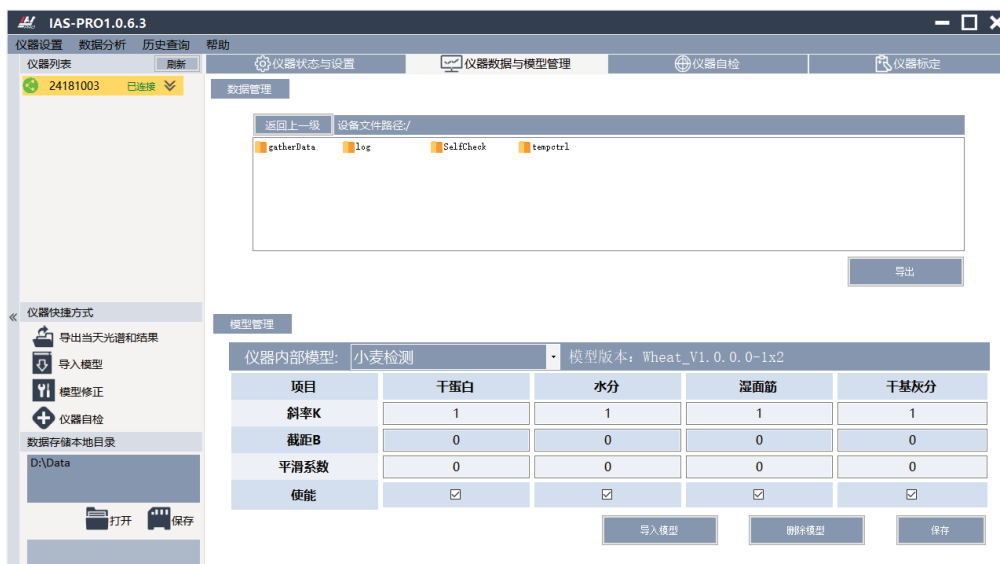 IAS-PRO1.0.6.3
仪器设置 数据分析 历史查询 帮助
仪器列表 刷新
仪器状态与设置 仪器数据与模型管理 仪器自检 仪器标定
24181003 已连接
数据管理
返回上一级 设备文件路径:/
gatherData log SelfCheck tempctrl
导出
仪器快捷方式
导出当天光谱和结果
导入模型
模型修正
仪器自检
数据存储本地目录
D:\Data
打开 保存
模型管理
仪器内部模型: 小麦检测 模型版本: Wheat_V1.0.0.0-1x2
项目 干蛋白 水分 湿面筋 干基灰分
斜率K 1 1 1 1
截距B 0 0 0 0
平滑系数 0 0 0 0
使能
导入模型 删除模型 保存